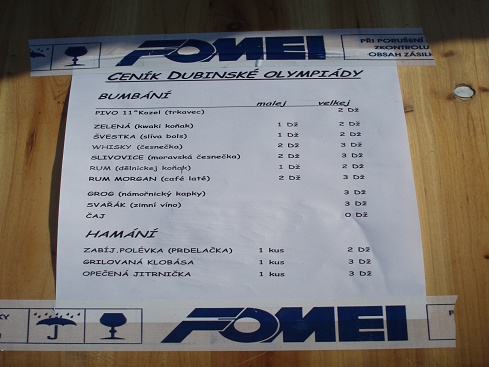 FOMEI
PŘI PORUŠENÍ
ZKONTROLU
OBSAH ZÁSIL
CENÍK DUBINSKÉ OLYMPIÁDY
BUMBÁNÍ malej velkej
PIVO 11°Kozel (trkavec) 2 Dž
ZELENÁ (kwaki koňak) 1 Dž 2 Dž
ŠVESTKA (slíva bols) 1 Dž 2 Dž
WHISKY (česnečka) 2 Dž 3 Dž
SLIVOVICE (moravská česnečka) 2 Dž 3 Dž
RUM (dělnickej koňak) 1 Dž 2 Dž
RUM MORGAN (café latě) 2 Dž 3 Dž
GROG (námořnický kapky) 3 Dž
SVAŘÁK (zimní víno) 3 Dž
ČAJ 0 Dž
HAMÁNÍ
ZABÍJ.POLÉVKA (PRDELAČKA) 1 kus 2 Dž
GRILOVANÁ KLOBÁSA 1 kus 3 Dž
OPEČENÁ JITRNIČKA 1 kus 3 Dž
FOMEI